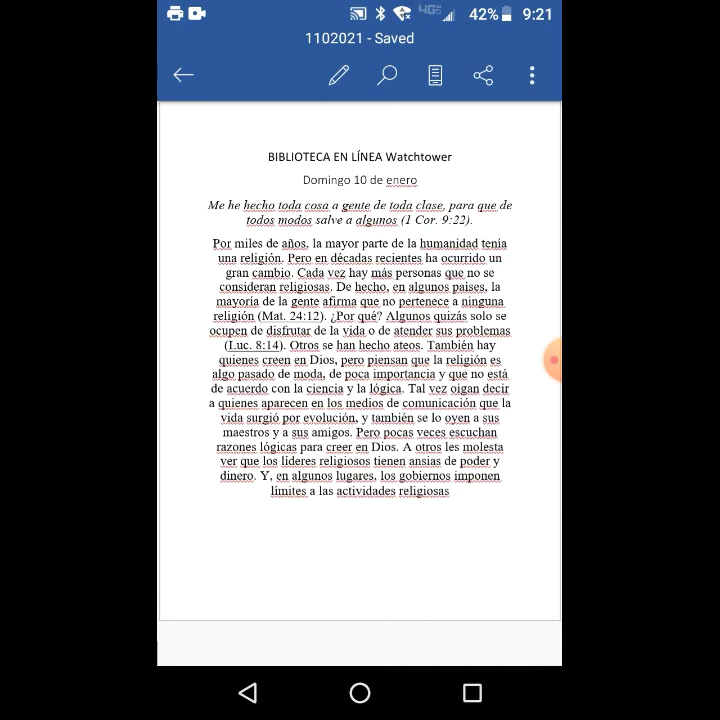 42% 9:21
1102021 - Saved
BIBLIOTECA EN LÍNEA Watchtower
Domingo 10 de enero
Me he hecho toda cosa a gente de toda clase, para que de
todos modos salve a algunos (1 Cor. 9:22).
Por miles de años, la mayor parte de la humanidad tenía
una religión. Pero en décadas recientes ha ocurrido un
gran cambio. Cada vez hay más personas que no se
consideran religiosas. De hecho, en algunos países, la
mayoría de la gente afirma que no pertenece a ninguna
religión (Mat. 24:12). ¿Por qué? Algunos quizás solo se
ocupen de disfrutar de la vida o de atender sus problemas
(Luc. 8:14). Otros se han hecho ateos. También hay
quienes creen en Dios, pero piensan que la religión es
algo pasado de moda, de poca importancia y que no está
de acuerdo con la ciencia y la lógica. Tal vez oigan decir
a quienes aparecen en los medios de comunicación que la
vida surgió por evolución, y también se lo oyen a sus
maestros y a sus amigos. Pero pocas veces escuchan
razones lógicas para creer en Dios. A otros les molesta
ver que los líderes religiosos tienen ansias de poder y
dinero. Y, en algunos lugares, los gobiernos imponen
límites a las actividades religiosas